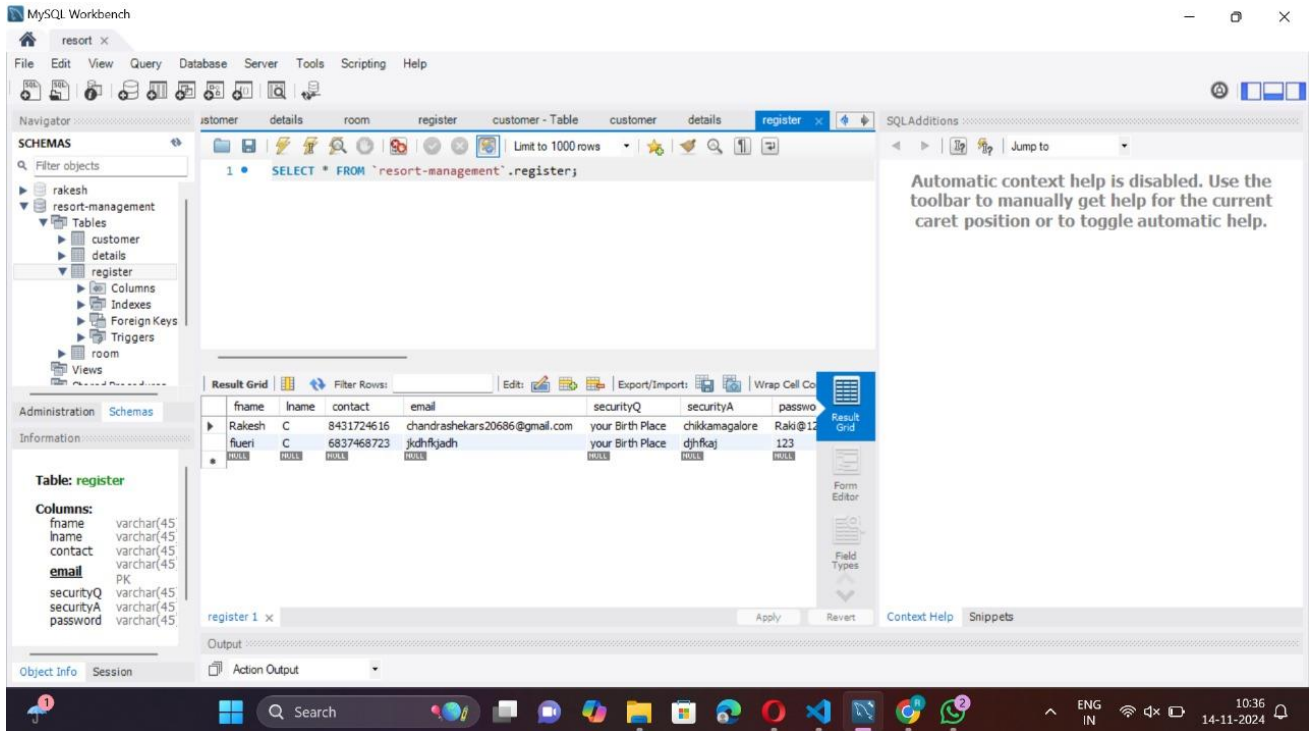 MySQL Workbench
resort
File Edit View Query Database Server Tools Scripting Help
Navigator
SCHEMAS
Filter objects
rakesh
resort-management
Tables
customer
details
register
Columns
Indexes
Foreign Keys
Triggers
room
Views
Administration Schemas
Information
Table: register
Columns:
fname varchar(45)
lname varchar(45)
contact varchar(45)
email varchar(45)
PK
securityQ varchar(45)
securityA varchar(45)
password varchar(45)
Object Info Session
ustomer details room register customer - Table customer details register
Limit to 1000 rows
1 SELECT * FROM `resort-management`.register;
Result Grid Filter Rows: Edit: Export/Import: Wrap Cell Co
fname lname contact email securityQ securityA passwo
Rakesh C 8431724616 chandrashekars20686@gmail.com your Birth Place chikkamagalore Raki@12
fiueri C 6837468723 jkdhfkjadh your Birth Place djhfkaj 123
NULL NULL NULL NULL NULL NULL NULL
Result
Grid
Form
Editor
Field
Types
register 1 Apply Revert
Output
Action Output
SQLAdditions
Jump to
Automatic context help is disabled. Use the
toolbar to manually get help for the current
caret position or to toggle automatic help.
Context Help Snippets
1
Search
2
ENG
IN
10:36
14-11-2024